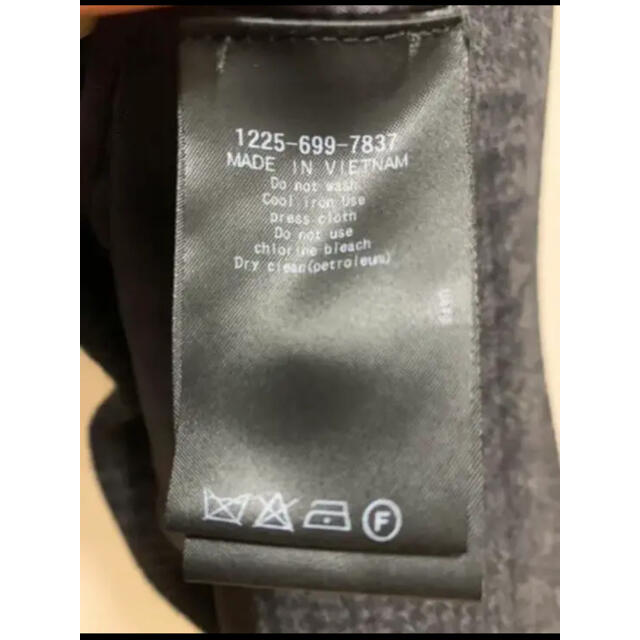 1225-699-7837
MADE IN VIETNAM
Do not wash
Cool iron Use
press cloth
Do not use
chlorine bleach
Dry clean(petroleum)
F